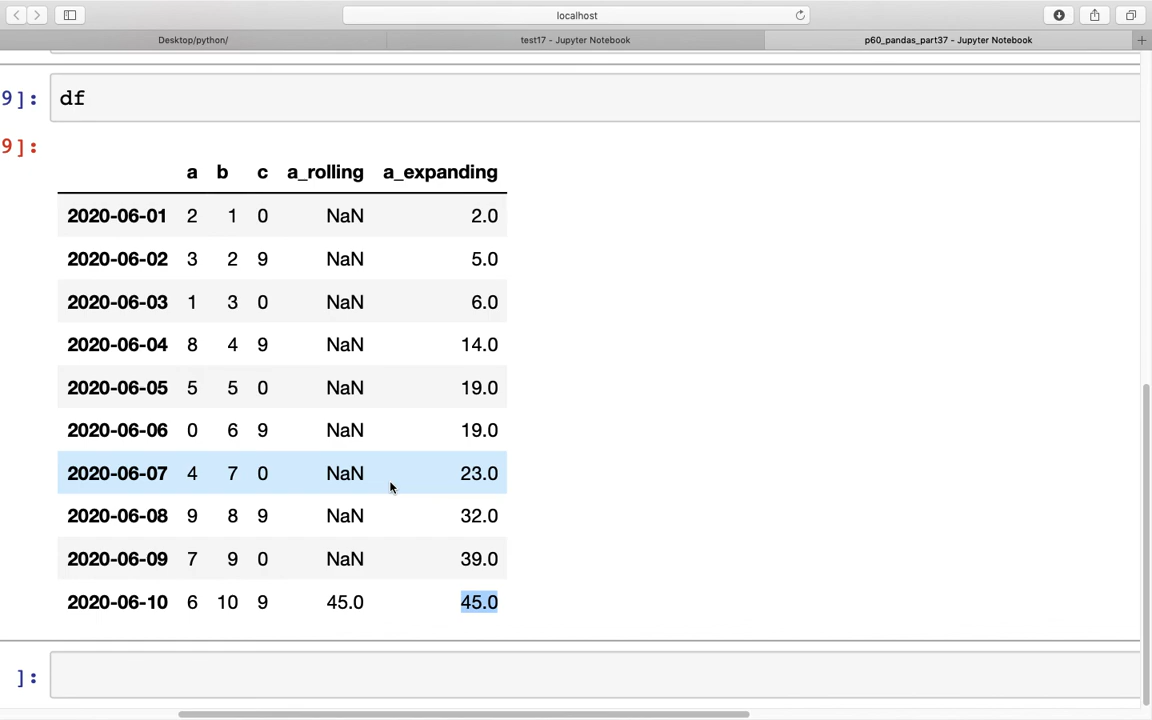 localhost
Desktop/python/ test17 - Jupyter Notebook p60_pandas_part37 - Jupyter Notebook +
9]: df
9]:
a b c a_rolling a_expanding
2020-06-01 2 1 0 NaN 2.0
2020-06-02 3 2 9 NaN 5.0
2020-06-03 1 3 0 NaN 6.0
2020-06-04 8 4 9 NaN 14.0
2020-06-05 5 5 0 NaN 19.0
2020-06-06 0 6 9 NaN 19.0
2020-06-07 4 7 0 NaN 23.0
2020-06-08 9 8 9 NaN 32.0
2020-06-09 7 9 0 NaN 39.0
2020-06-10 6 10 9 45.0 45.0
]: